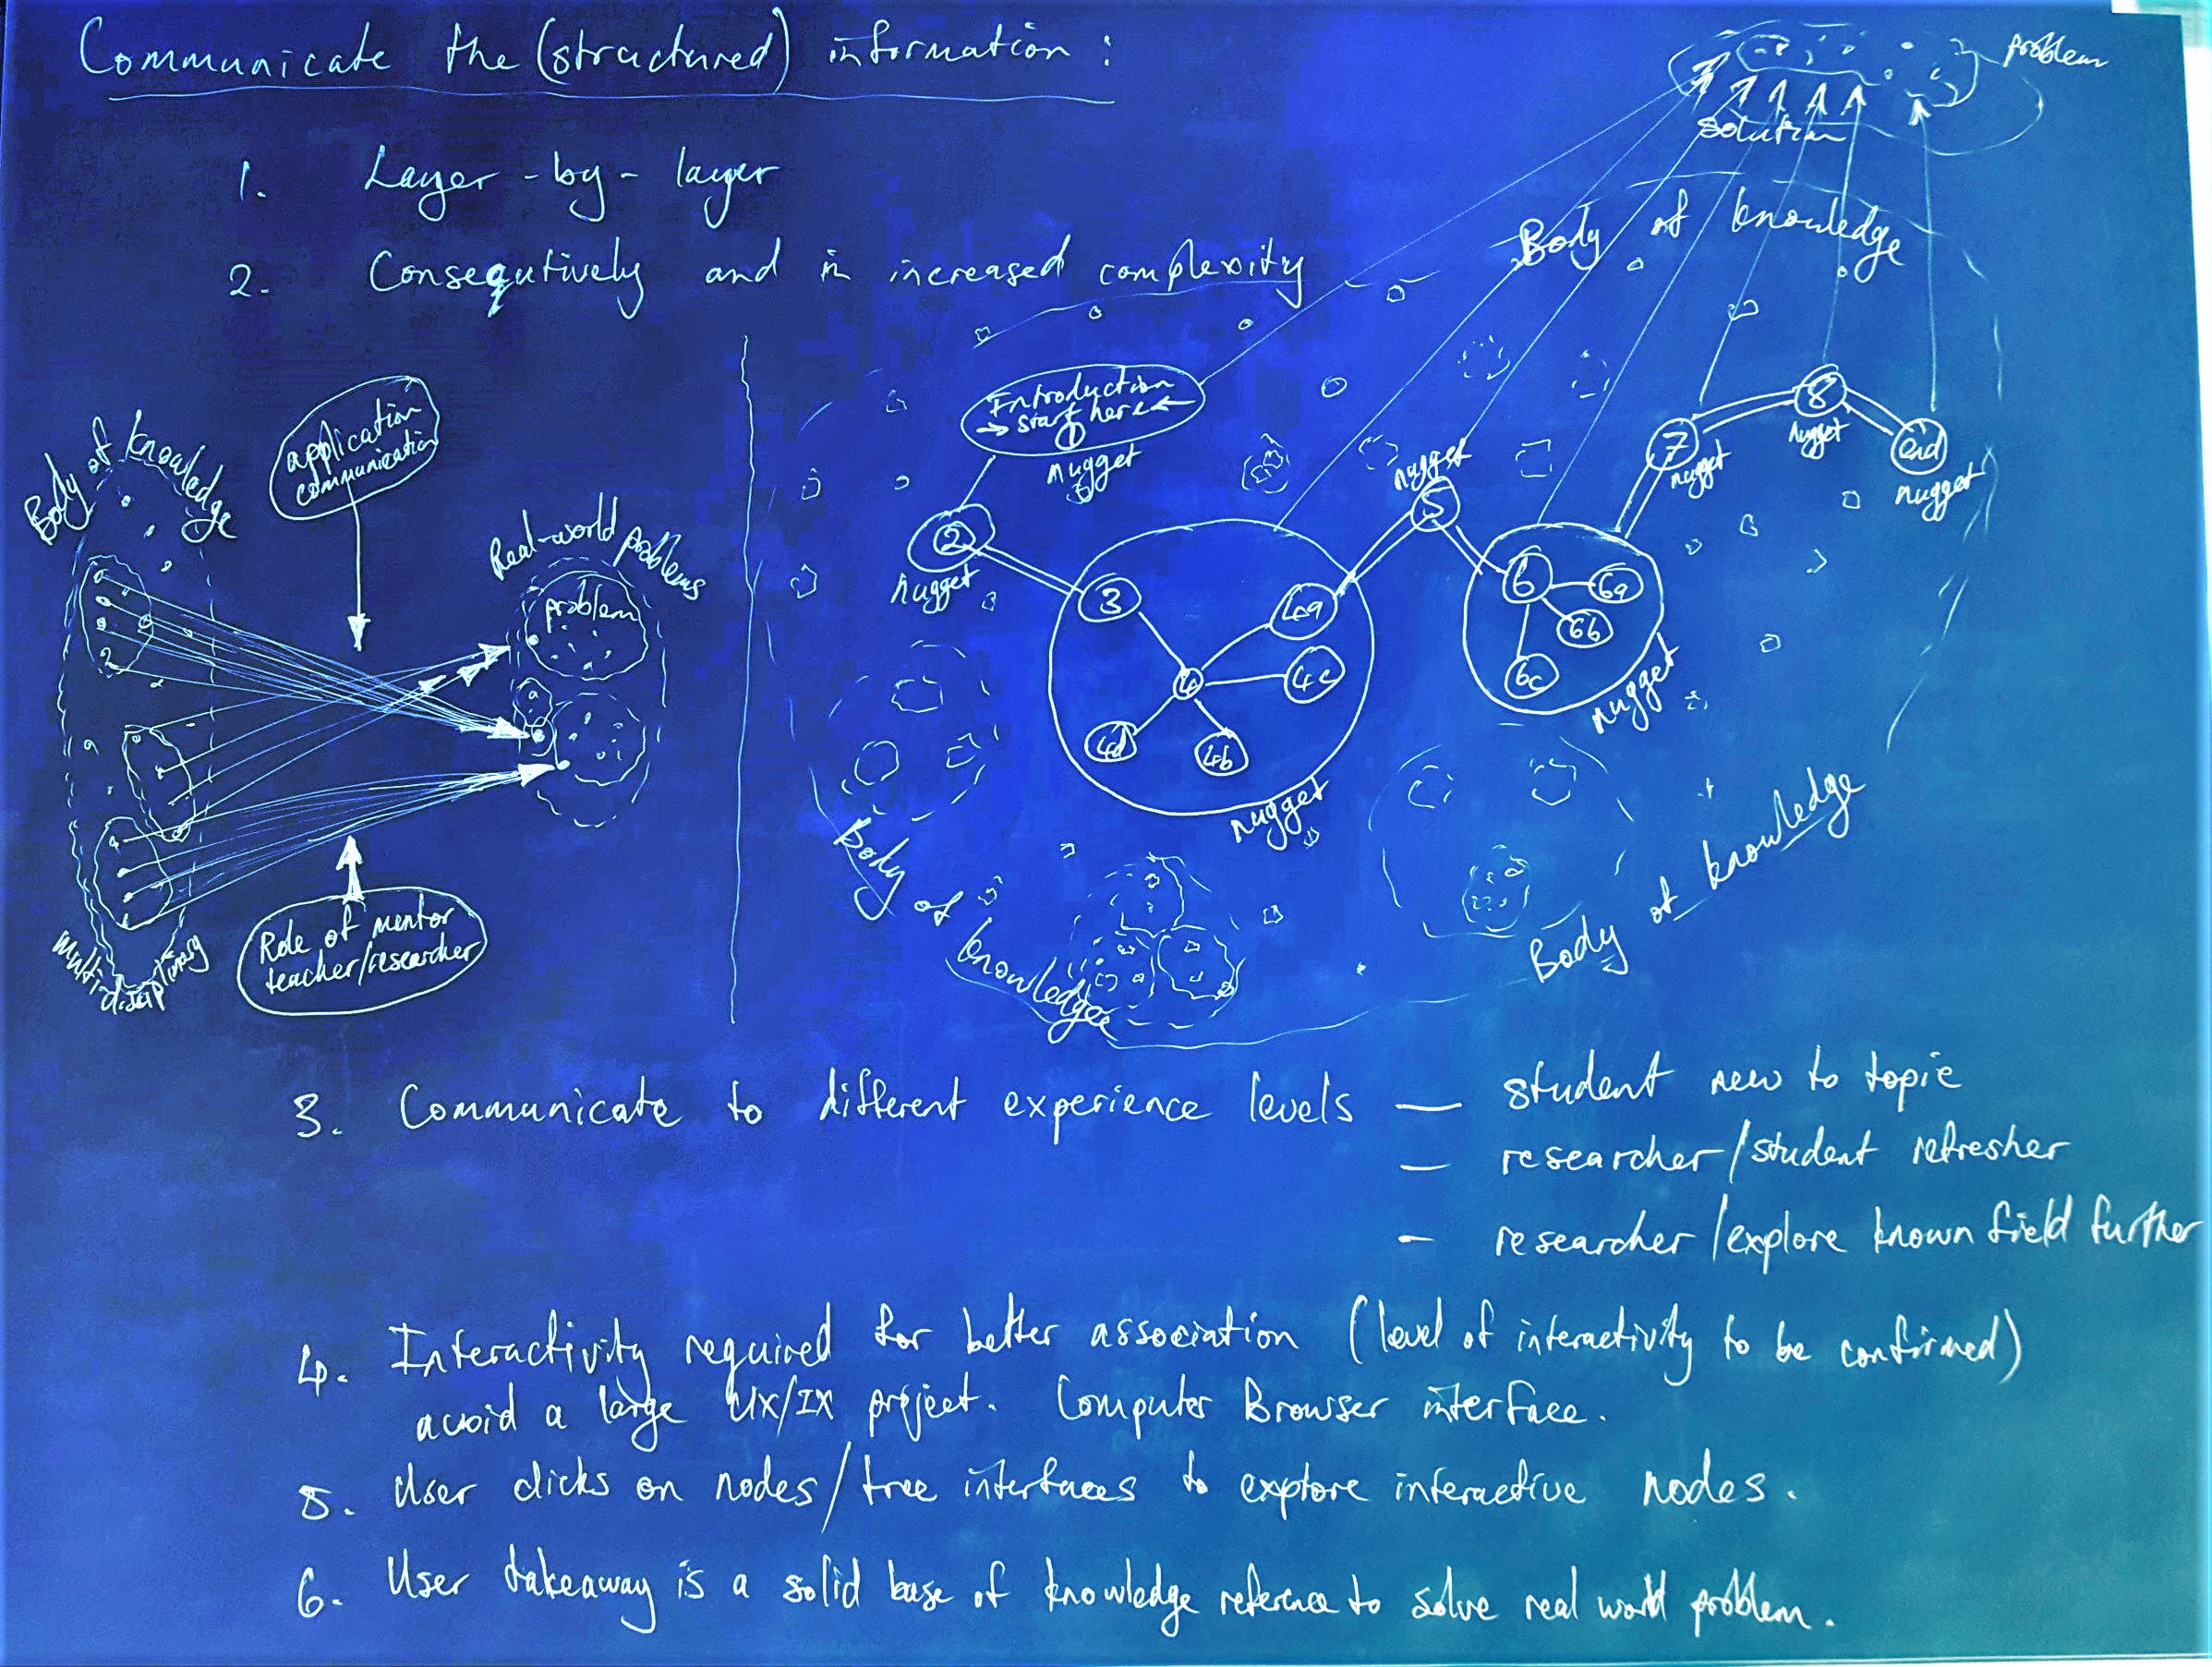 Communicate the (structured) information :
1. Layer - by - layer
2. Consequtively and in increased complexity
problem
solution
Body of knowledge
Introduction
→ start here ←
1
nugget
2
nugget
3
4
4a
4c
4b
4d
nugget
5
nugget
6
6a
6b
6c
nugget
7
nugget
8
nugget
end
nugget
Body of knowledge
Body of knowledge
Body of knowledge
application
communication
Real-world problems
problem
Role of mentor
teacher/researcher
Multi disciplinary
3. Communicate to different experience levels — student new to topic
— researcher/student refresher
- researcher/explore known field further
4. Interactivity required for better association (level of interactivity to be confirmed)
avoid a large UX/IX project. Computer Browser interface.
5. User clicks on nodes/tree interfaces to explore interactive nodes.
6. User takeaway is a solid base of knowledge reference to solve real world problem.